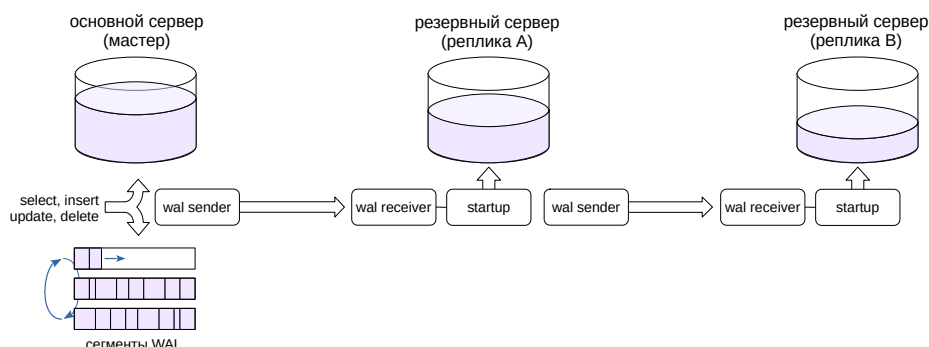 основной сервер
(мастер)
резервный сервер
(реплика A)
резервный сервер
(реплика B)
select, insert
update, delete
wal sender
wal receiver
startup
wal sender
wal receiver
startup
сегменты WAL